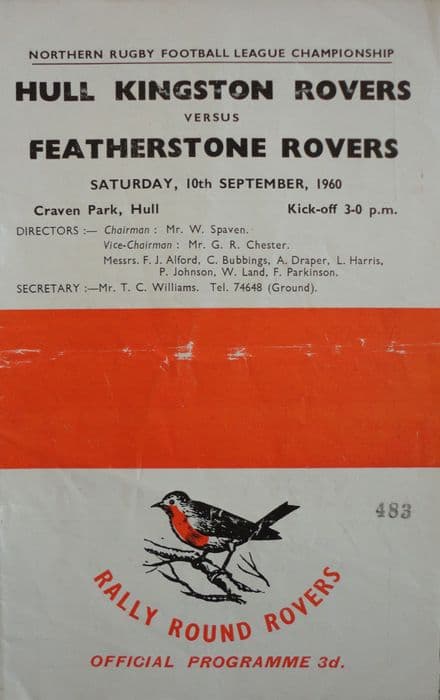 NORTHERN RUGBY FOOTBALL LEAGUE CHAMPIONSHIP
HULL KINGSTON ROVERS
VERSUS
FEATHERSTONE ROVERS
SATURDAY, 10th SEPTEMBER, 1960
Craven Park, Hull Kick-off 3-0 p.m.
DIRECTORS :— Chairman : Mr. W. Spaven.
Vice-Chairman : Mr. G. R. Chester.
Messrs. F. J. Alford, C. Bubbings, A. Draper, L. Harris,
P. Johnson, W. Land, F. Parkinson.
SECRETARY :—Mr. T. C. Williams. Tel. 74648 (Ground).
483
RALLY ROUND ROVERS
OFFICIAL PROGRAMME 3d.